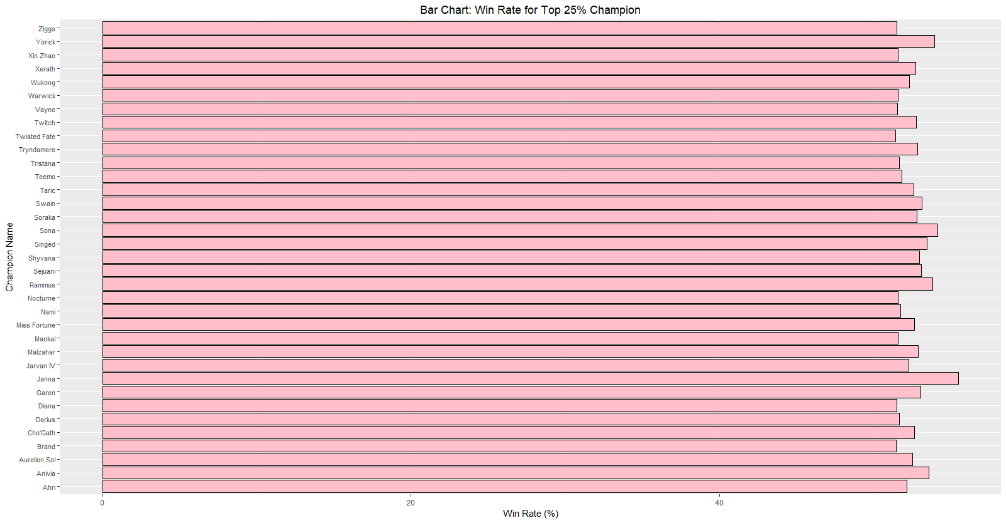 Bar Chart: Win Rate for Top 25% Champion
Champion Name
Ziggs
Yorick
Xin Zhao
Xerath
Wukong
Warwick
Vayne
Twitch
Twisted Fate
Tryndamere
Tristana
Teemo
Taric
Swain
Soraka
Sona
Singed
Shyvana
Sejuani
Rammus
Nocturne
Nami
Miss Fortune
Maokai
Malzahar
Jarvan IV
Janna
Garen
Diana
Darius
Cho'Gath
Brand
Aurelion Sol
Anivia
Ahri
0 20 40
Win Rate (%)